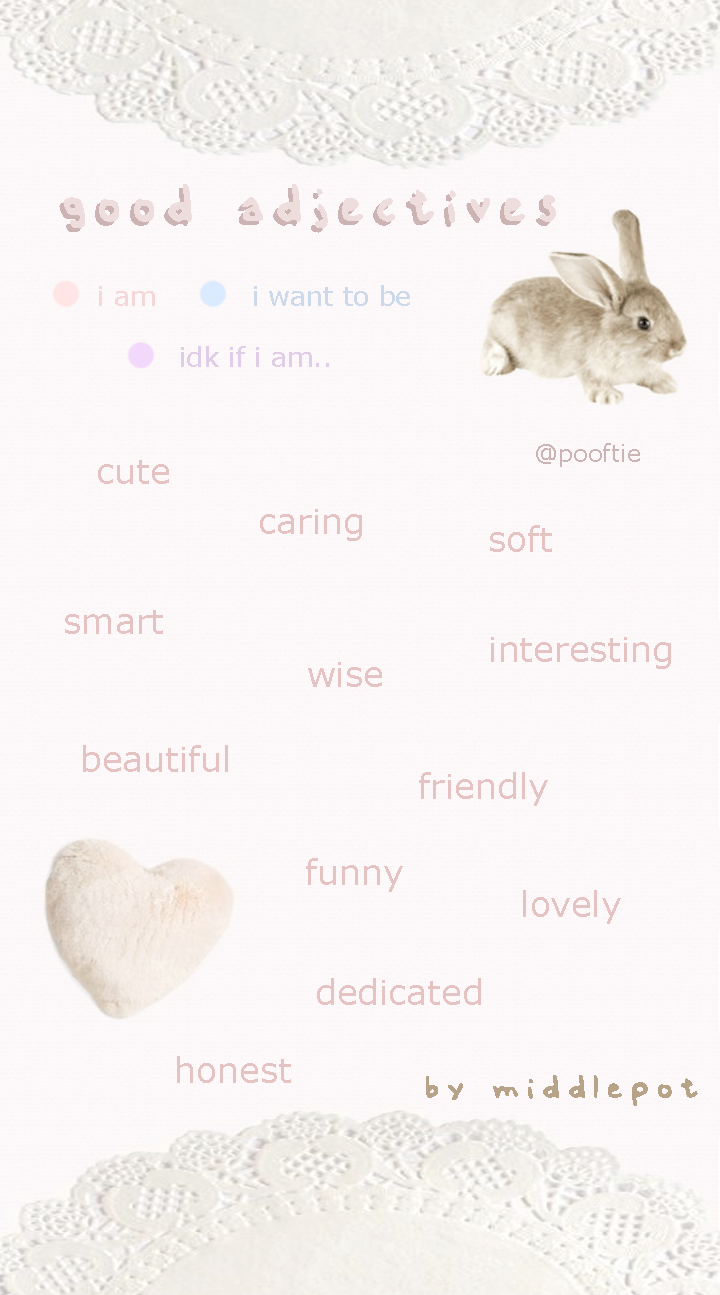 good adjectives
i am
i want to be
idk if i am..
@pooftie
cute
caring
soft
smart
interesting
wise
beautiful
friendly
funny
lovely
dedicated
honest
by middlepot